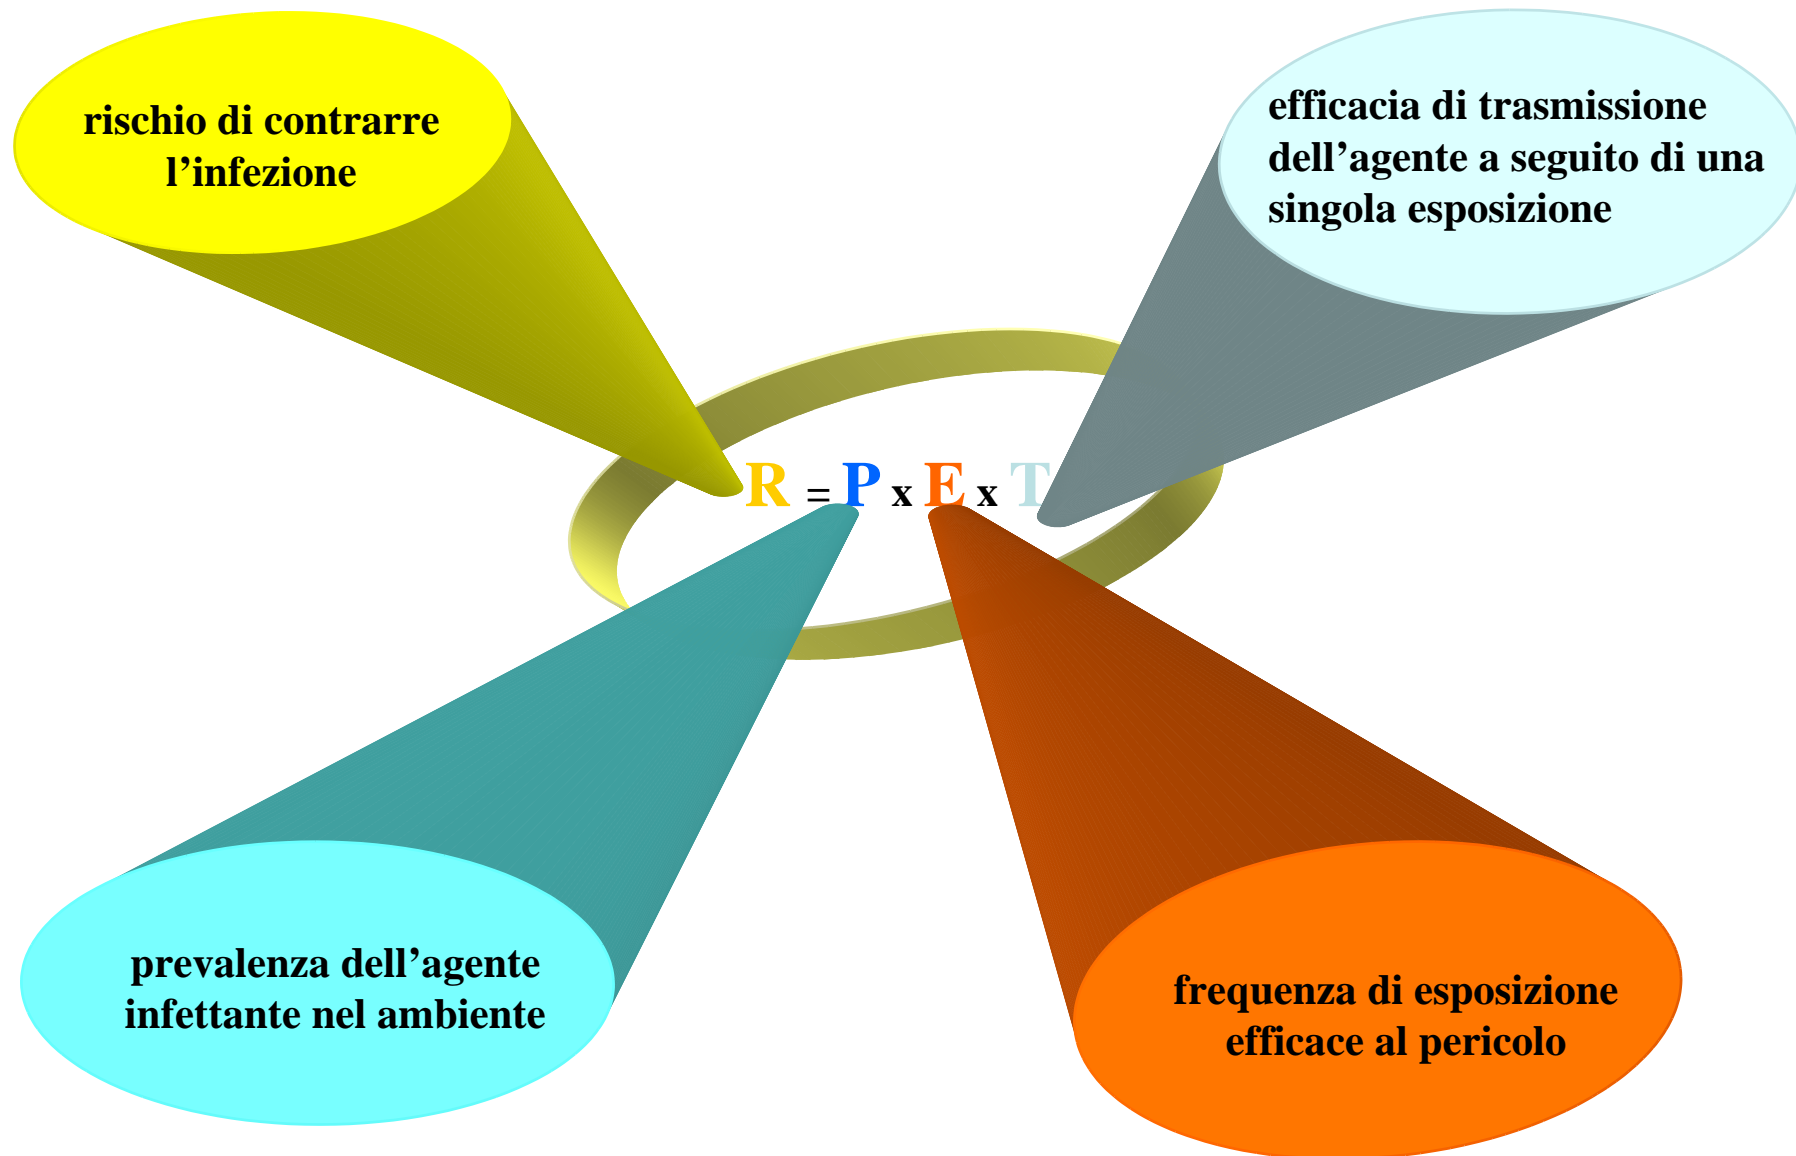 rischio di contrarre
l’infezione
efficacia di trasmissione
dell’agente a seguito di una
singola esposizione
R = P x E x T
prevalenza dell’agente
infettante nel ambiente
frequenza di esposizione
efficace al pericolo